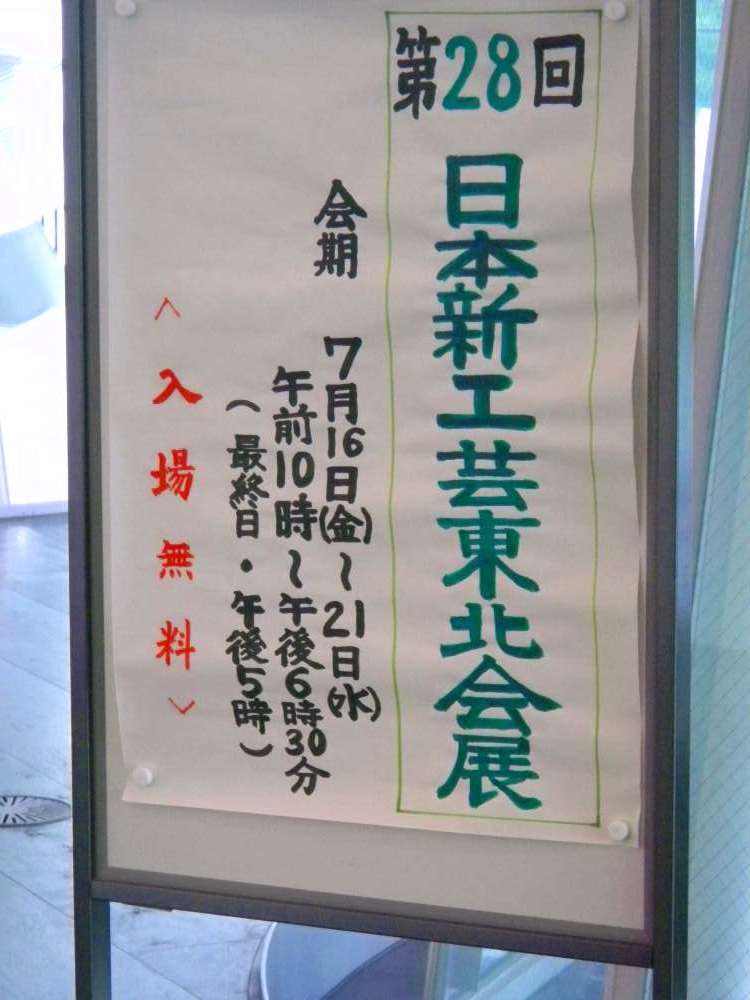 第28回
日本新工芸東北会展
会期 7月16日(金)～21日(水)
午前10時～午後6時30分
(最終日・午後5時)
<入場無料>